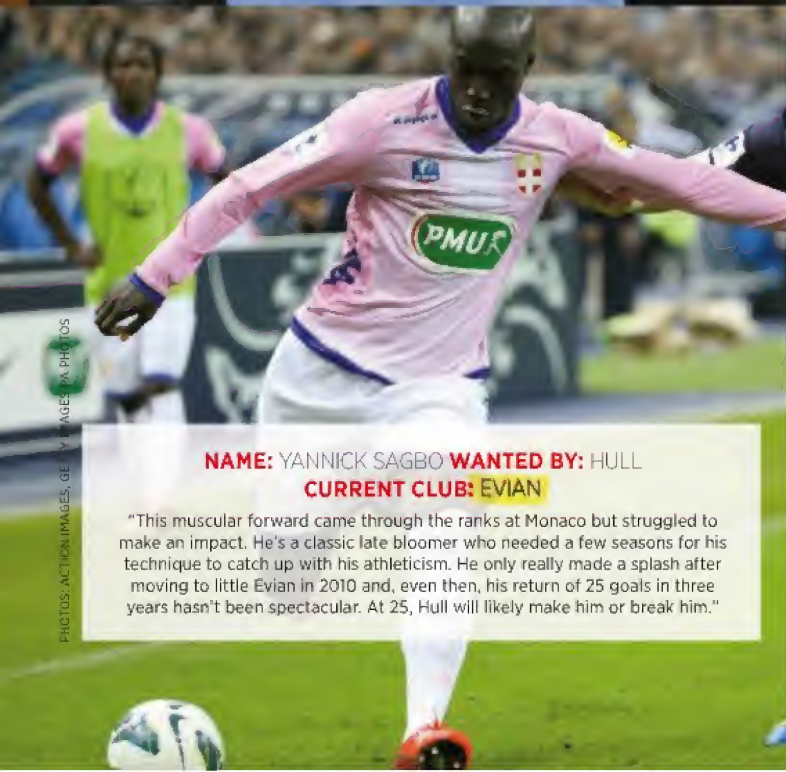 Kappa
PMU
NAME: YANNICK SAGBO WANTED BY: HULL
CURRENT CLUB: EVIAN
"This muscular forward came through the ranks at Monaco but struggled to
make an impact. He's a classic late bloomer who needed a few seasons for his
technique to catch up with his athleticism. He only really made a splash after
moving to little Evian in 2010 and, even then, his return of 25 goals in three
years hasn't been spectacular. At 25, Hull will likely make him or break him."
PHOTOS: ACTION IMAGES, GETTY IMAGES, PA PHOTOS